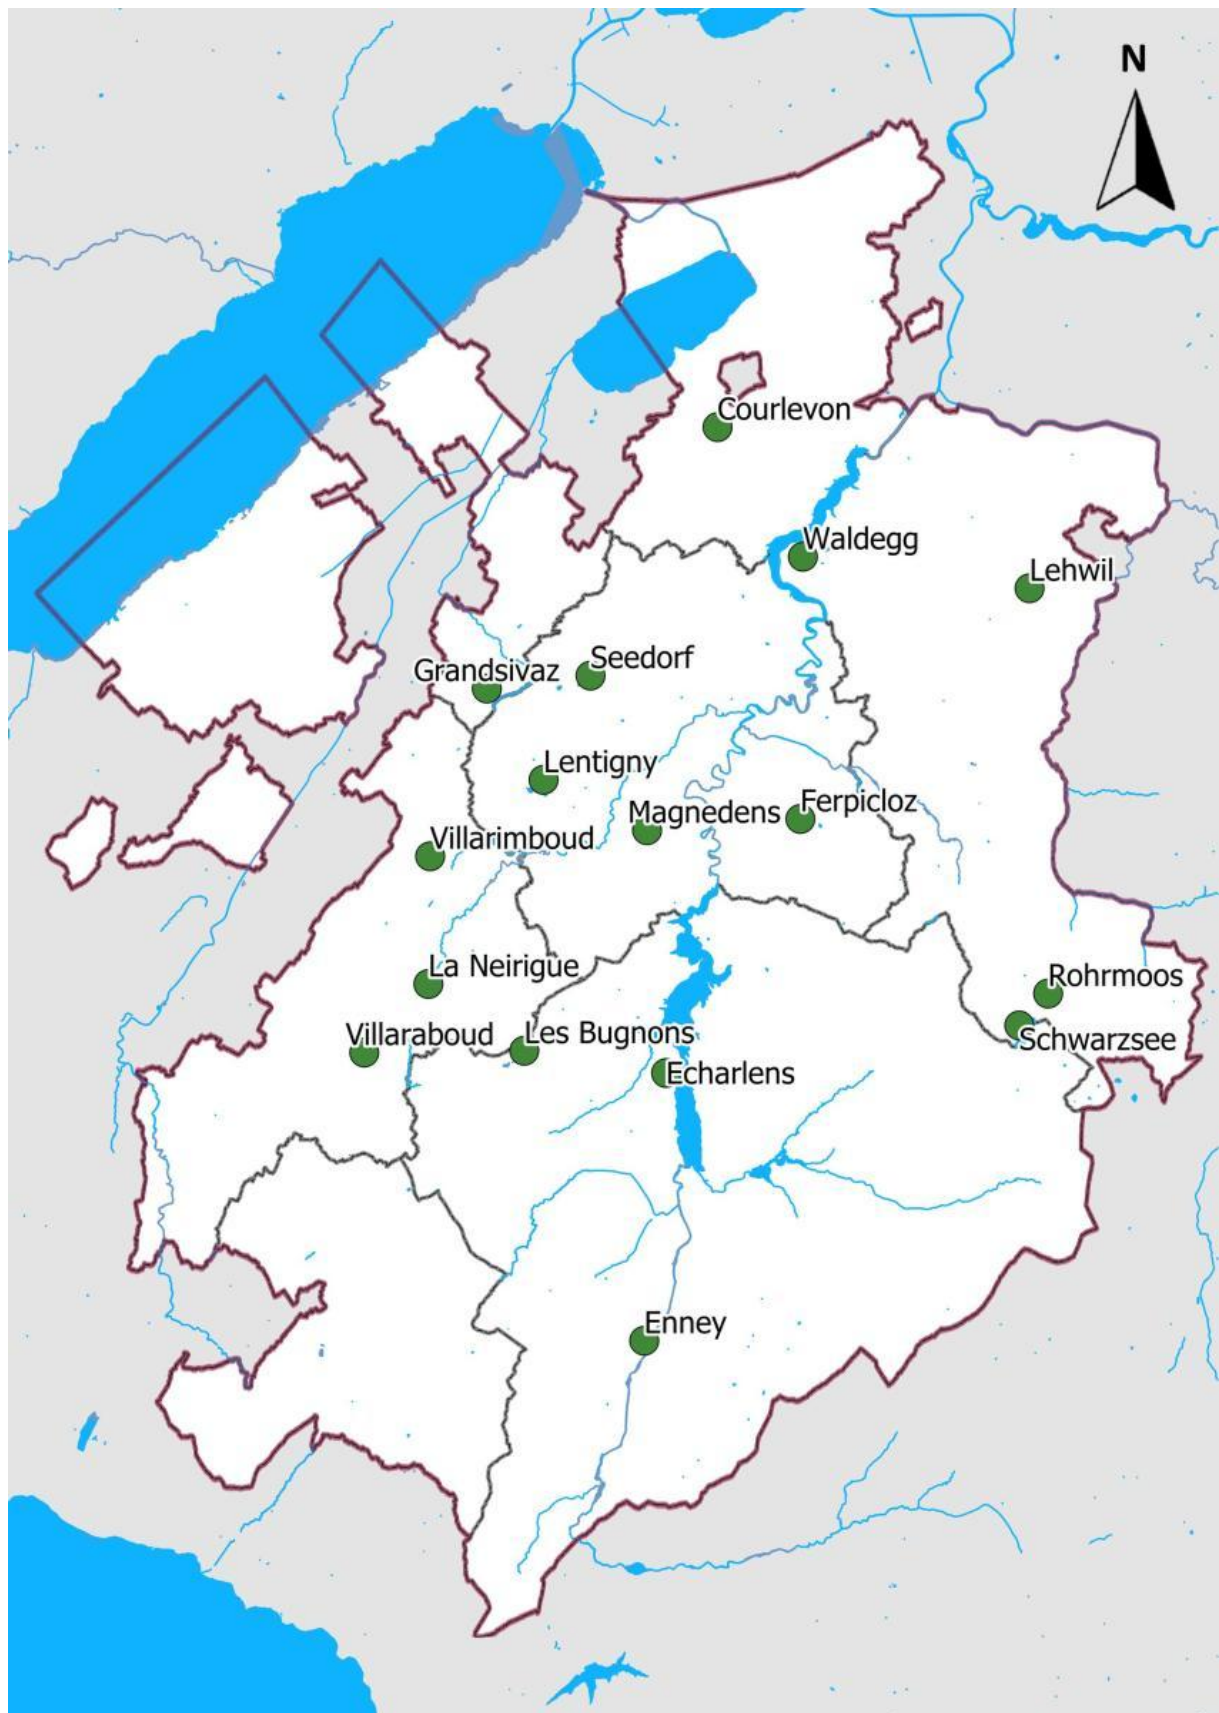 N
Courlevon
Waldegg
Lehwil
Seedorf
Grandsivaz
Lentigny
Ferpicloz
Magnedens
Villarimboud
La Neirigue
Rohrmoos
Villaraboud
Les Bugnons
Schwarzsee
Echarlens
Enney